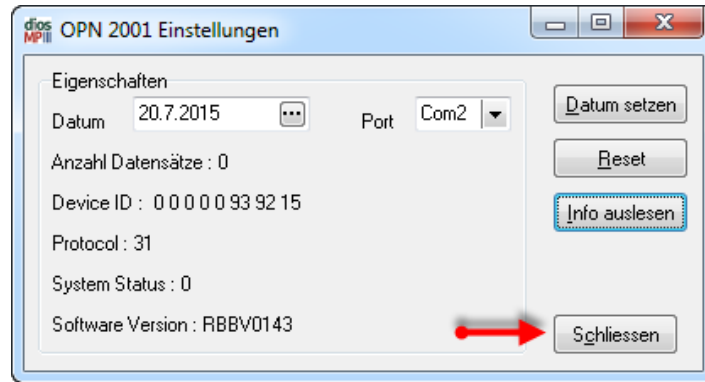 dios MPIII OPN 2001 Einstellungen
Eigenschaften
Datum 20.7.2015 ... Port Com2
Datum setzen
Anzahl Datensätze : 0
Reset
Device ID : 0 0 0 0 0 93 92 15
Info auslesen
Protocol : 31
System Status : 0
Software Version : RBBV0143
Schliessen